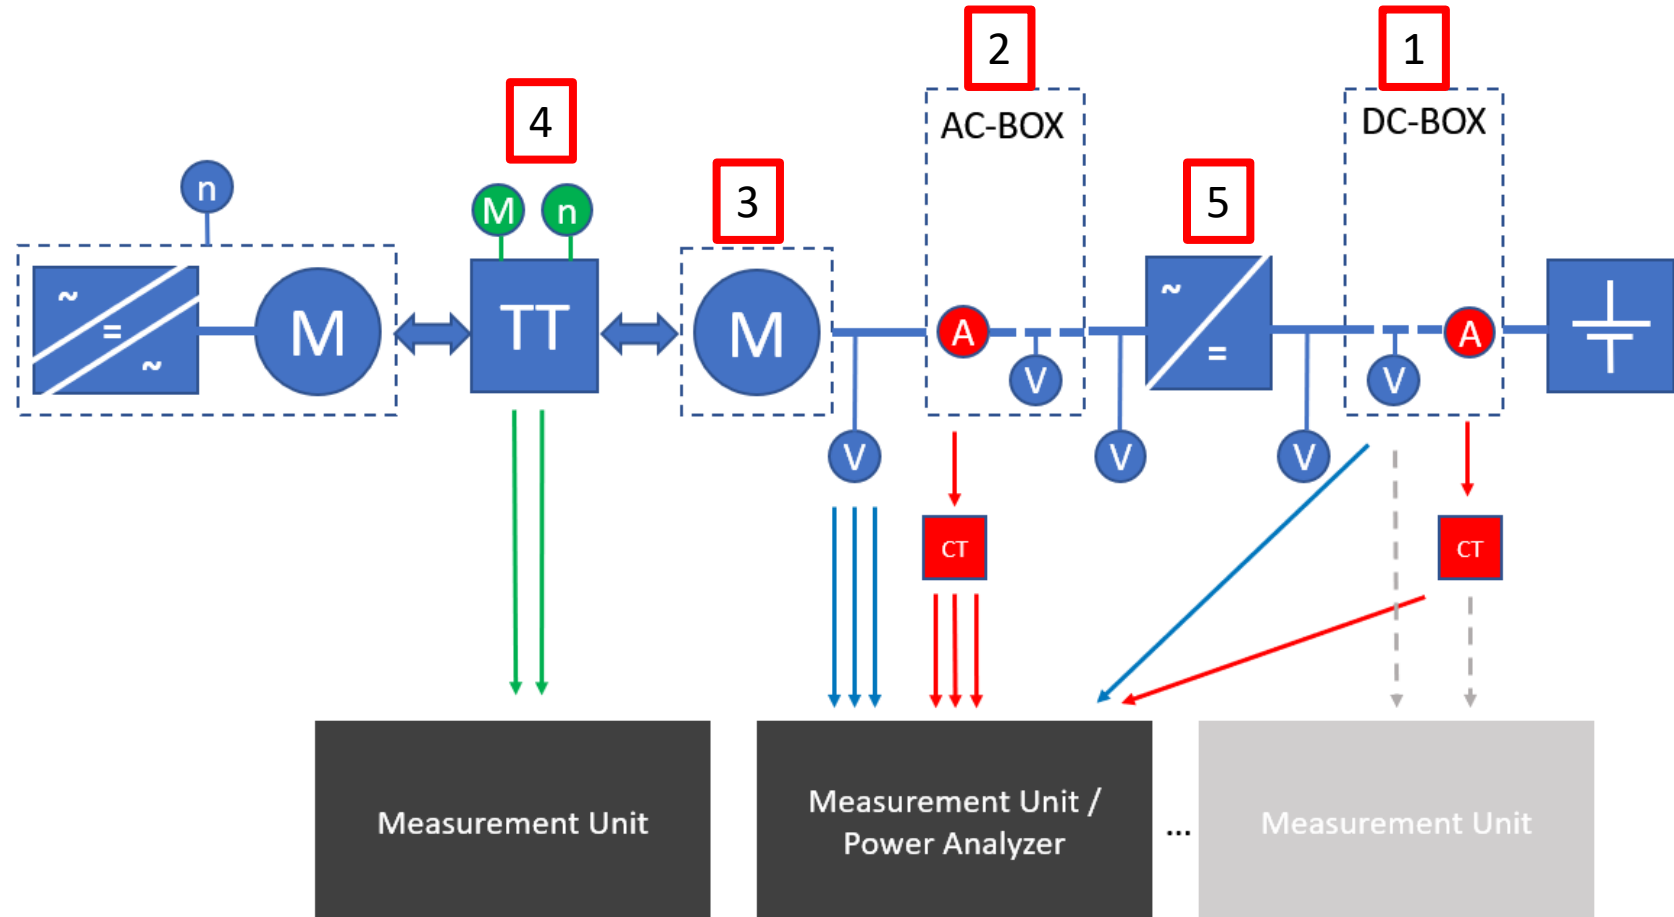 2
1
4
AC-BOX
DC-BOX
n
3
5
M
n
~
=
~
M
TT
M
A
V
~
=
V
A
V
V
V
CT
CT
Measurement Unit
Measurement Unit /
Power Analyzer
...
Measurement Unit